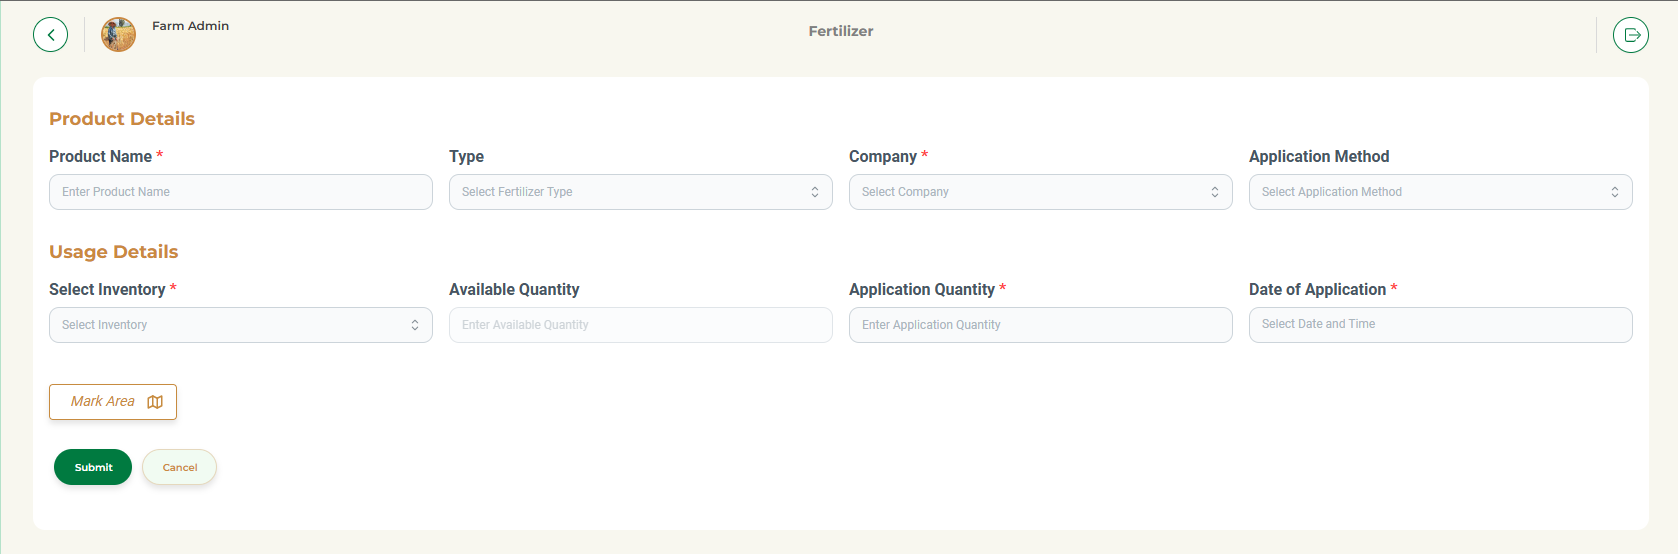 Farm Admin
Fertilizer
Product Details
Product Name *
Type
Company *
Application Method
Enter Product Name
Select Fertilizer Type
Select Company
Select Application Method
Usage Details
Select Inventory *
Available Quantity
Application Quantity *
Date of Application *
Select Inventory
Enter Available Quantity
Enter Application Quantity
Select Date and Time
Mark Area
Submit
Cancel